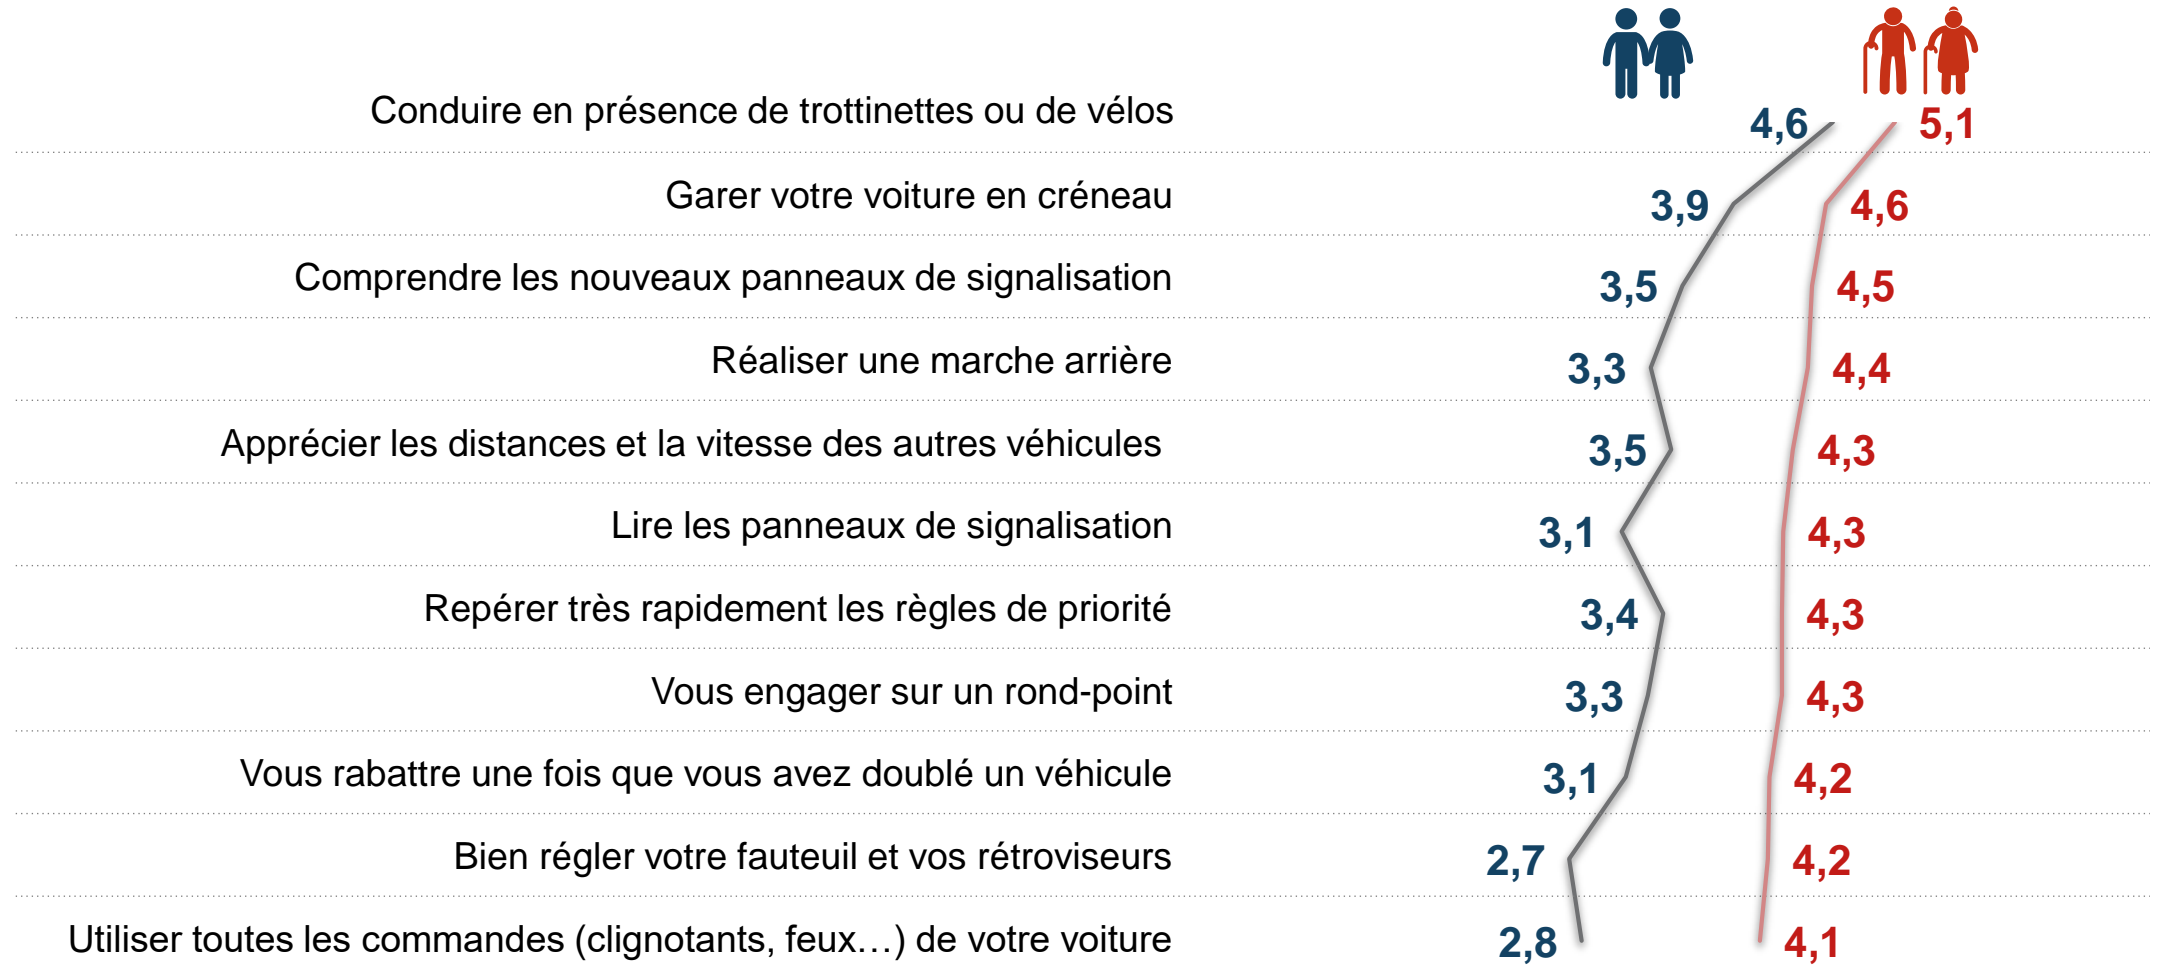 Conduire en présence de trottinettes ou de vélos 4,6 5,1
Garer votre voiture en créneau 3,9 4,6
Comprendre les nouveaux panneaux de signalisation 3,5 4,5
Réaliser une marche arrière 3,3 4,4
Apprécier les distances et la vitesse des autres véhicules 3,5 4,3
Lire les panneaux de signalisation 3,1 4,3
Repérer très rapidement les règles de priorité 3,4 4,3
Vous engager sur un rond-point 3,3 4,3
Vous rabattre une fois que vous avez doublé un véhicule 3,1 4,2
Bien régler votre fauteuil et vos rétroviseurs 2,7 4,2
Utiliser toutes les commandes (clignotants, feux…) de votre voiture 2,8 4,1